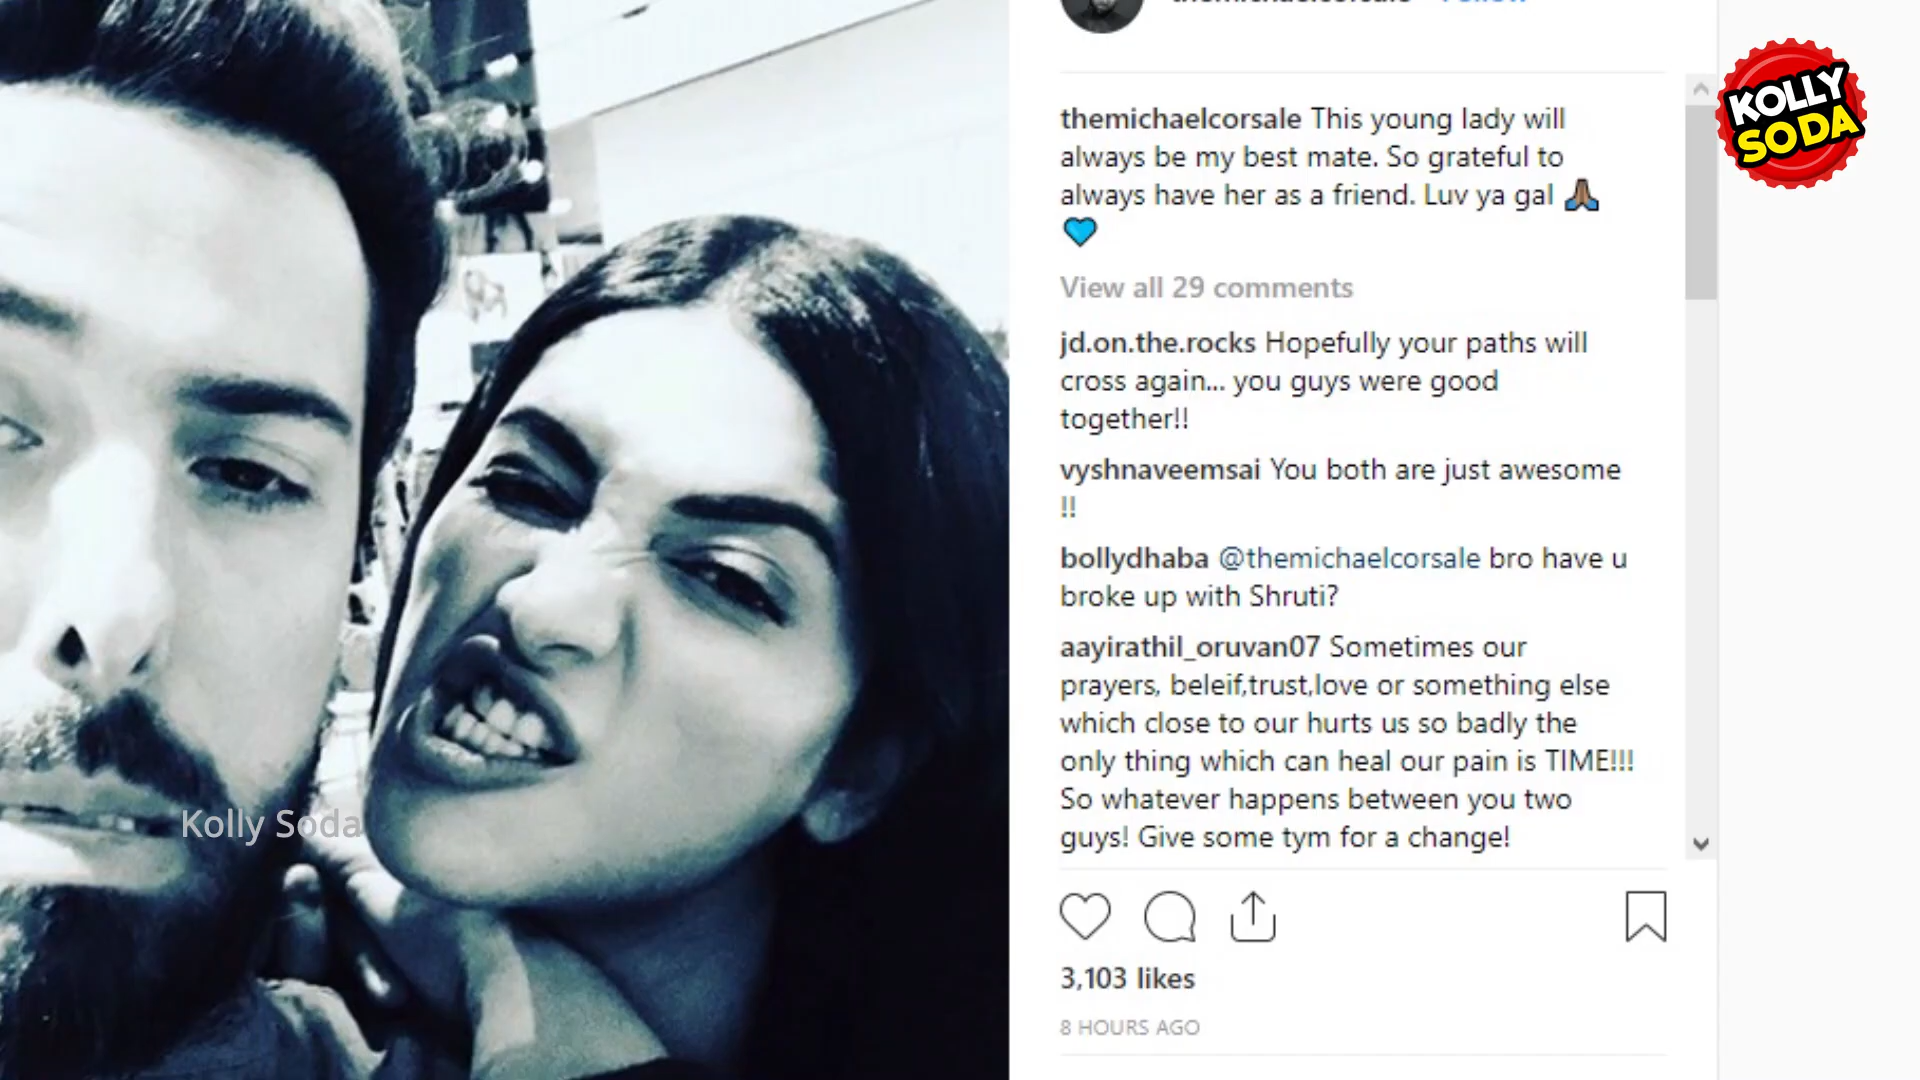 KOLLY
SODA
themichaelcorsale This young lady will
always be my best mate. So grateful to
always have her as a friend. Luv ya gal 🙏🏾
💙
View all 29 comments
jd.on.the.rocks Hopefully your paths will
cross again... you guys were good
together!!
vyshnaveemsai You both are just awesome
!!
bollydhaba @themichaelcorsale bro have u
broke up with Shruti?
aayirathil_oruvan07 Sometimes our
prayers, beleif,trust,love or something else
which close to our hurts us so badly the
only thing which can heal our pain is TIME!!!
So whatever happens between you two
guys! Give some tym for a change!
Kolly Soda
3,103 likes
8 HOURS AGO